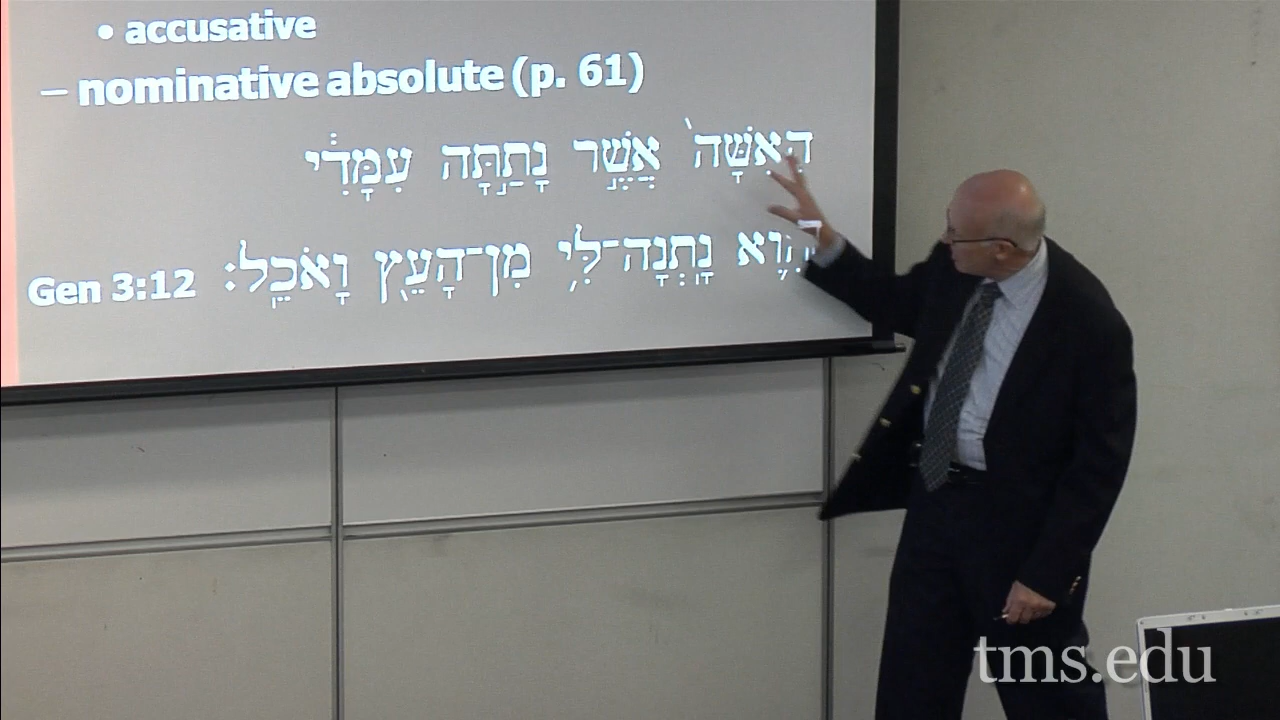 • accusative
– nominative absolute (p. 61)
הָֽאִשָּׁה֙ אֲשֶׁ֣ר נָתַ֣תָּה עִמָּדִ֔י
נָֽתְנָה־לִּ֥י מִן־הָעֵ֖ץ וָאֹכֵֽל׃ Gen 3:12
tms.edu